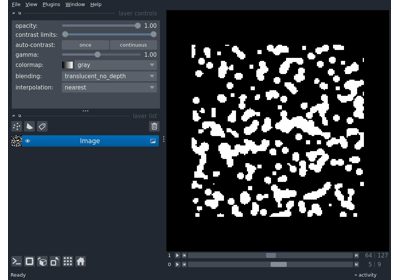 File View Plugins Window Help
layer controls
opacity: 1.00
contrast limits:
auto-contrast: once continuous
gamma: 1.00
colormap: gray
blending: translucent_no_depth
interpolation: nearest
layer list
Image
1 64 127
0 5 9
Ready activity